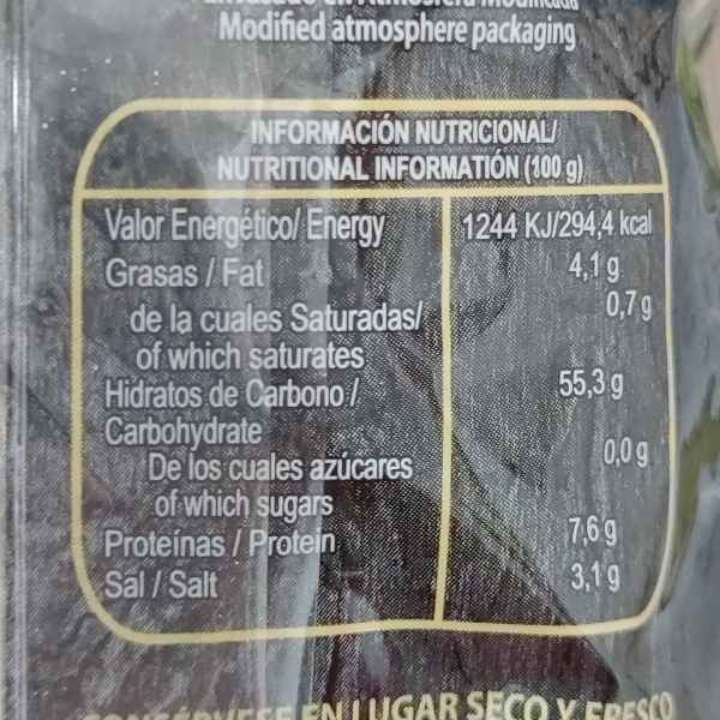 Modified atmosphere packaging
INFORMACIÓN NUTRICIONAL/
NUTRITIONAL INFORMATIÓN (100 g)
Valor Energético/ Energy 1244 KJ/294,4 kcal
Grasas / Fat 4,1 g
de la cuales Saturadas/ 0,7 g
of which saturates
Hidratos de Carbono / 55,3 g
Carbohydrate
De los cuales azúcares 0,0 g
of which sugars
Proteínas / Protein 7,6 g
Sal / Salt 3,1 g
CONSÉRVESE EN LUGAR SECO Y FRESCO